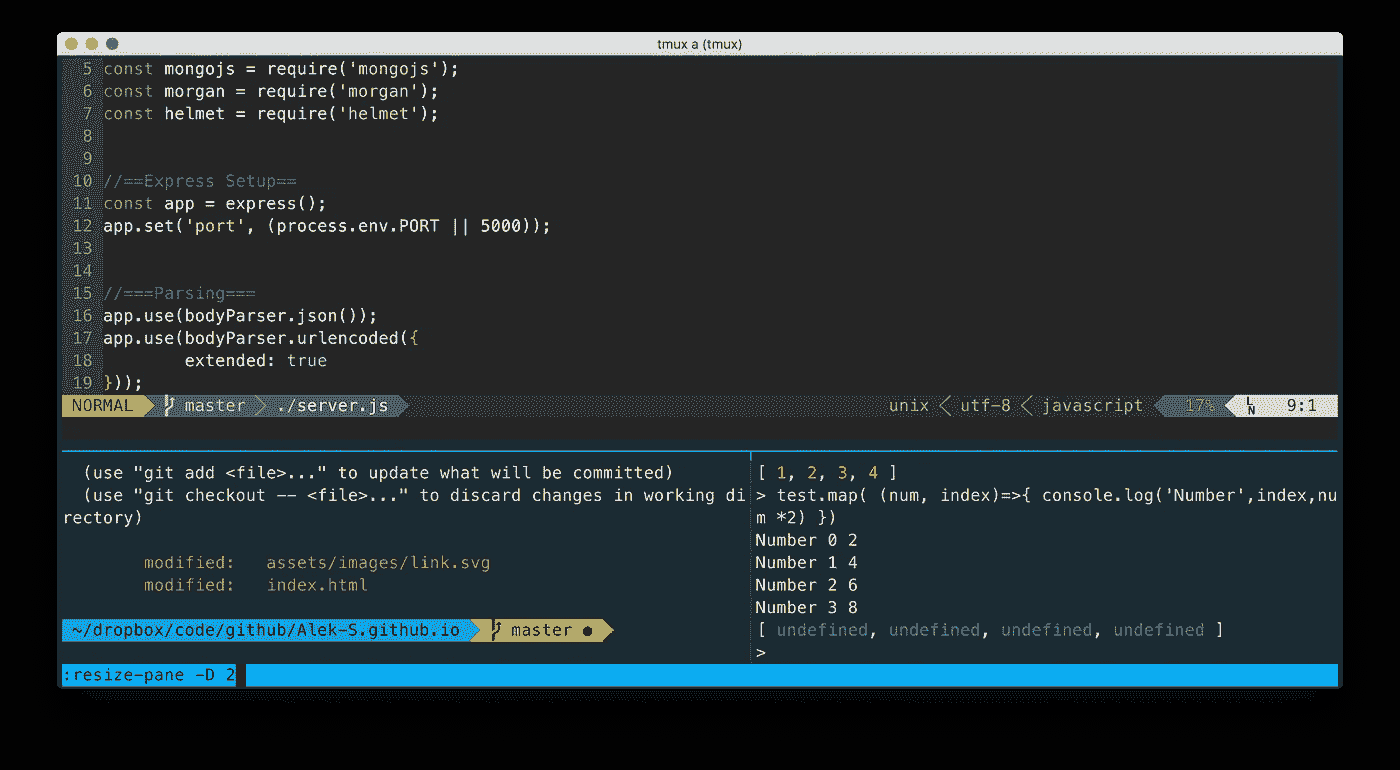 tmux a (tmux)
5 const mongojs = require('mongojs');
6 const morgan = require('morgan');
7 const helmet = require('helmet');
8
9
10 //==Express Setup==
11 const app = express();
12 app.set('port', (process.env.PORT || 5000));
13
14
15 //===Parsing===
16 app.use(bodyParser.json());
17 app.use(bodyParser.urlencoded({
18         extended: true
19 }));
NORMAL master ./server.js unix utf-8 javascript 17% LN 9:1
(use "git add <file>..." to update what will be committed)
(use "git checkout -- <file>..." to discard changes in working di
rectory)
modified:   assets/images/link.svg
modified:   index.html
~/dropbox/code/github/Alek-S.github.io master ●
[ 1, 2, 3, 4 ]
> test.map( (num, index)=>{ console.log('Number',index,nu
m *2) })
Number 0 2
Number 1 4
Number 2 6
Number 3 8
[ undefined, undefined, undefined, undefined ]
>
:resize-pane -D 2